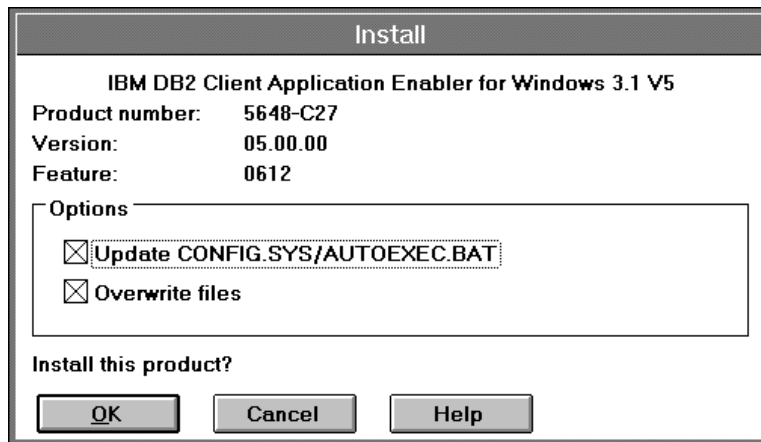 Install
IBM DB2 Client Application Enabler for Windows 3.1 V5
Product number: 5648-C27
Version: 05.00.00
Feature: 0612
Options
Update CONFIG.SYS/AUTOEXEC.BAT
Overwrite files
Install this product?
OK Cancel Help